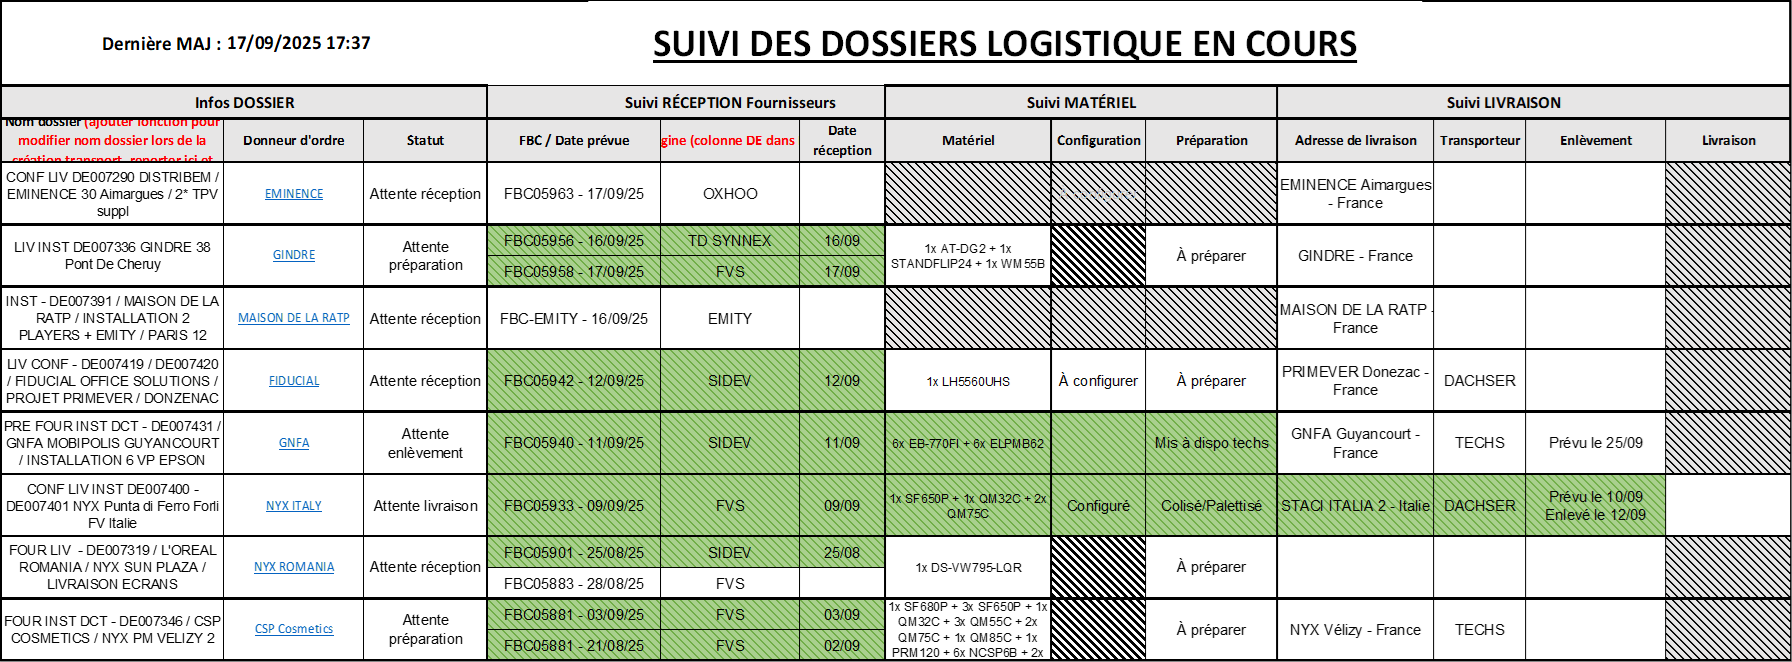 Dernière MAJ : 17/09/2025 17:37
SUIVI DES DOSSIERS LOGISTIQUE EN COURS
Infos DOSSIER
Suivi RÉCEPTION Fournisseurs
Suivi MATÉRIEL
Suivi LIVRAISON
Nom dossier (ajouter fonction pour
modifier nom dossier lors de la
création transport, reporter ici et
Donneur d'ordre
Statut
FBC / Date prévue
gine (colonne DE dans
Date
réception
Matériel
Configuration
Préparation
Adresse de livraison
Transporteur
Enlèvement
Livraison
CONF LIV DE007290 DISTRIBEM /
EMINENCE 30 Aimargues / 2* TPV
suppl
EMINENCE
Attente réception
FBC05963 - 17/09/25
OXHOO
EMINENCE Aimargues
- France
LIV INST DE007336 GINDRE 38
Pont De Cheruy
GINDRE
Attente
préparation
FBC05956 - 16/09/25
TD SYNNEX
16/09
FBC05958 - 17/09/25
FVS
17/09
1x AT-DG2 + 1x
STANDFLIP24 + 1x WM55B
À préparer
GINDRE - France
INST - DE007391 / MAISON DE LA
RATP / INSTALLATION 2
PLAYERS + EMITY / PARIS 12
MAISON DE LA RATP
Attente réception
FBC-EMITY - 16/09/25
EMITY
MAISON DE LA RATP -
France
LIV CONF - DE007419 / DE007420
/ FIDUCIAL OFFICE SOLUTIONS /
PROJET PRIMEVER / DONZENAC
FIDUCIAL
Attente réception
FBC05942 - 12/09/25
SIDEV
12/09
1x LH5560UHS
À configurer
À préparer
PRIMEVER Donezac -
France
DACHSER
PRE FOUR INST DCT - DE007431 /
GNFA MOBIPOLIS GUYANCOURT
/ INSTALLATION 6 VP EPSON
GNFA
Attente
enlèvement
FBC05940 - 11/09/25
SIDEV
11/09
6x EB-770FI + 6x ELPMB62
Mis à dispo techs
GNFA Guyancourt -
France
TECHS
Prévu le 25/09
CONF LIV INST DE007400 -
DE007401 NYX Punta di Ferro Forli
FV Italie
NYX ITALY
Attente livraison
FBC05933 - 09/09/25
FVS
09/09
1x SF650P + 1x QM32C + 2x
QM75C
Configuré
Colisé/Palettisé
STACI ITALIA 2 - Italie
DACHSER
Prévu le 10/09
Enlevé le 12/09
FOUR LIV - DE007319 / L'OREAL
ROMANIA / NYX SUN PLAZA /
LIVRAISON ECRANS
NYX ROMANIA
Attente réception
FBC05901 - 25/08/25
SIDEV
25/08
FBC05883 - 28/08/25
FVS
1x DS-VW795-LQR
À préparer
FOUR INST DCT - DE007346 / CSP
COSMETICS / NYX PM VELIZY 2
CSP Cosmetics
Attente
préparation
FBC05881 - 03/09/25
FVS
03/09
FBC05881 - 21/08/25
FVS
02/09
1x SF680P + 3x SF650P + 1x
QM32C + 3x QM55C + 2x
QM75C + 1x QM85C + 1x
PRM120 + 6x NCSP6B + 2x
À préparer
NYX Vélizy - France
TECHS